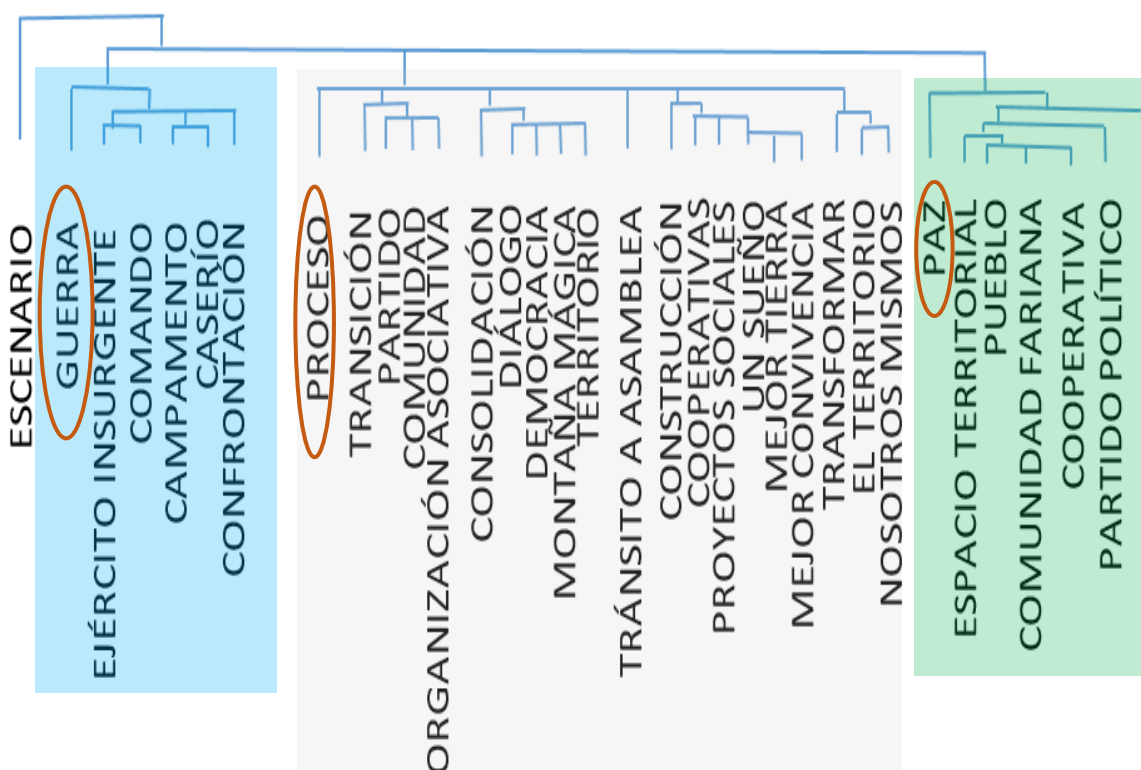 ESCENARIO
GUERRA
EJÉRCITO INSURGENTE
COMANDO
CAMPAMENTO
CASERÍO
CONFRONTACIÓN
PROCESO
TRANSICIÓN
PARTIDO
COMUNIDAD
ORGANIZACIÓN ASOCIATIVA
CONSOLIDACIÓN
DIÁLOGO
DEMOCRACIA
MONTAÑA MÁGICA
TERRITORIO
TRÁNSITO A ASAMBLEA
CONSTRUCCIÓN
COOPERATIVAS
PROYECTOS SOCIALES
UN SUEÑO
MEJOR TIERRA
MEJOR CONVIVENCIA
TRANSFORMAR
EL TERRITORIO
NOSOTROS MISMOS
PAZ
ESPACIO TERRITORIAL
PUEBLO
COMUNIDAD FARIANA
COOPERATIVA
PARTIDO POLÍTICO